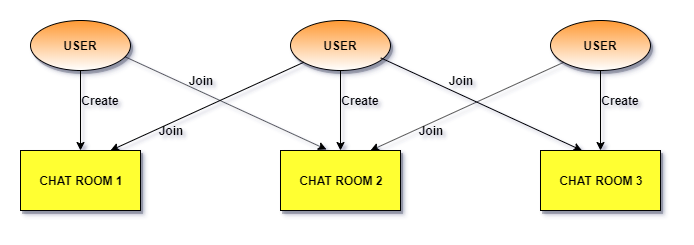 USER
USER
USER
Join
Join
Create
Create
Create
Join
Join
CHAT ROOM 1
CHAT ROOM 2
CHAT ROOM 3